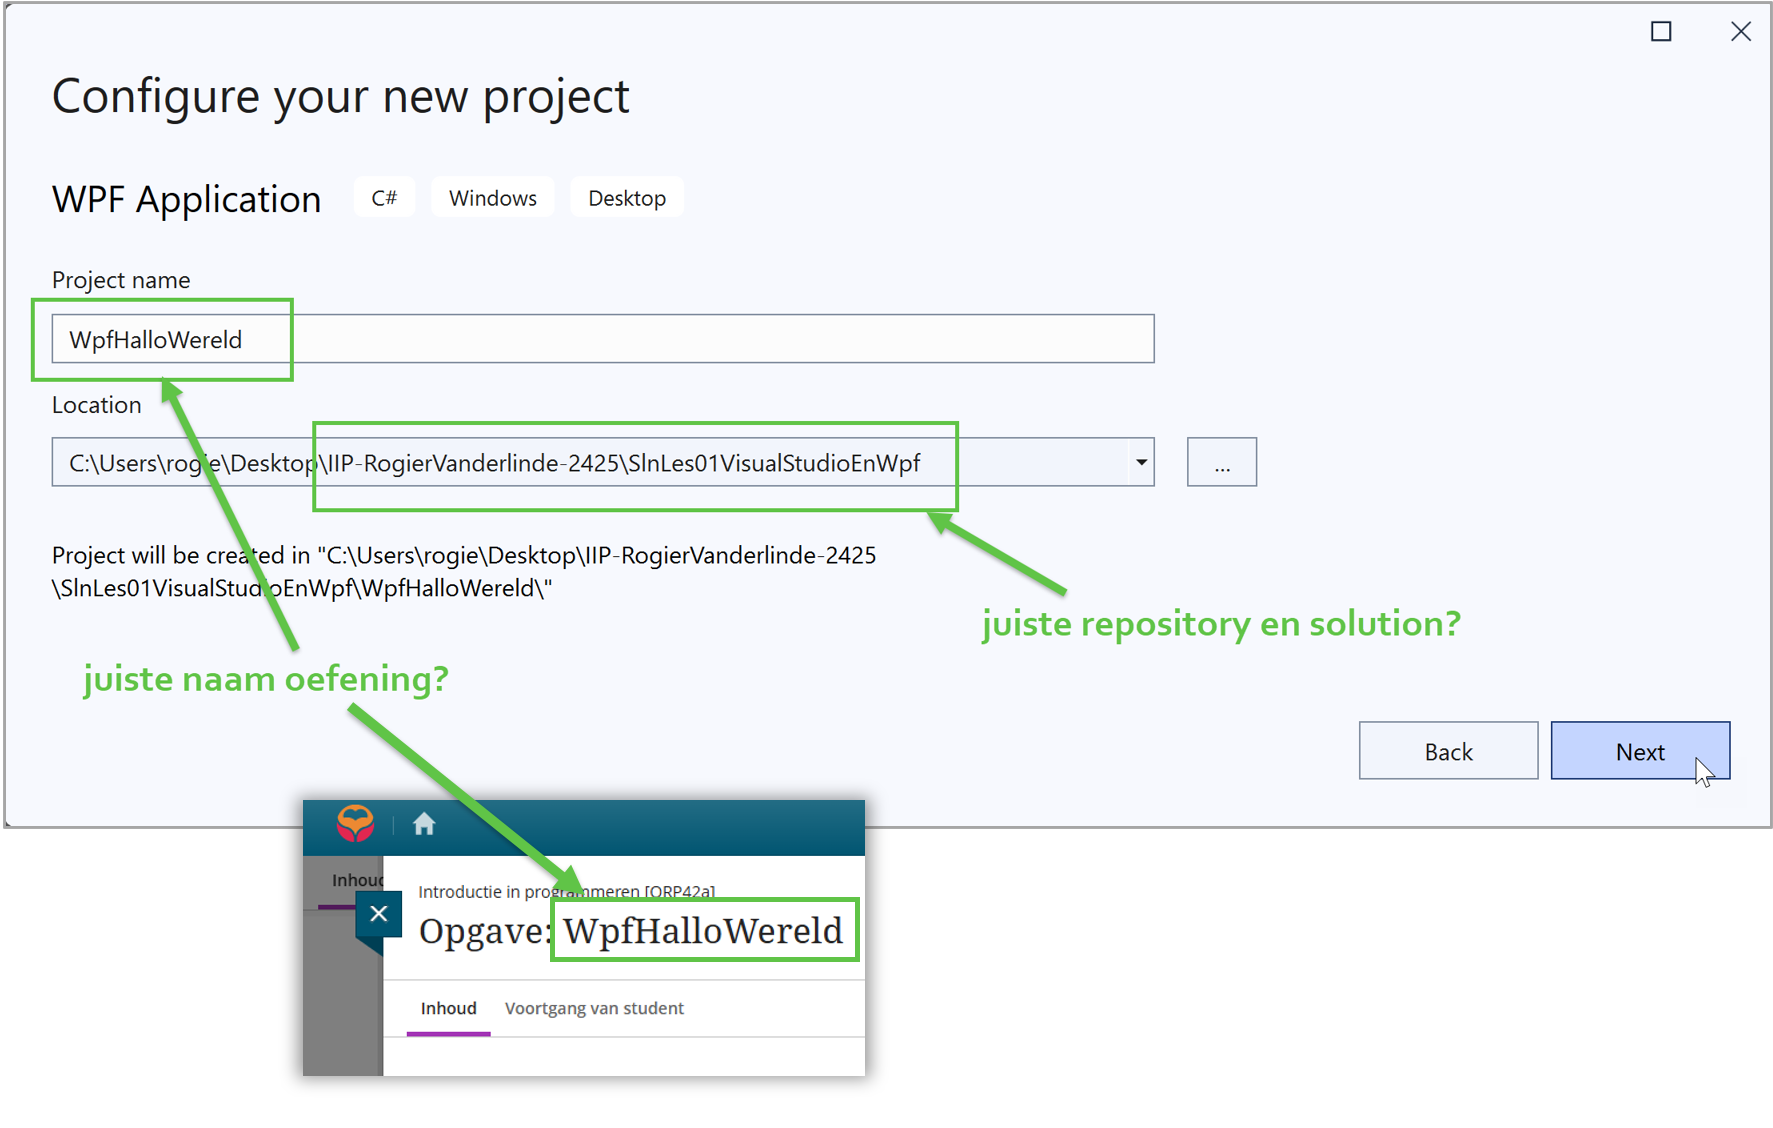 Configure your new project
WPF Application
C#
Windows
Desktop
Project name
WpfHalloWereld
Location
C:\Users\rogie\Desktop\IIP-RogierVanderlinde-2425\SlnLes01VisualStudioEnWpf
...
Project will be created in "C:\Users\rogie\Desktop\IIP-RogierVanderlinde-2425
\SlnLes01VisualStudioEnWpf\WpfHalloWereld\"
juiste repository en solution?
juiste naam oefening?
Back
Next
Inhoud
Introductie in programmeren [ORP42a]
Opgave: WpfHalloWereld
Inhoud
Voortgang van student